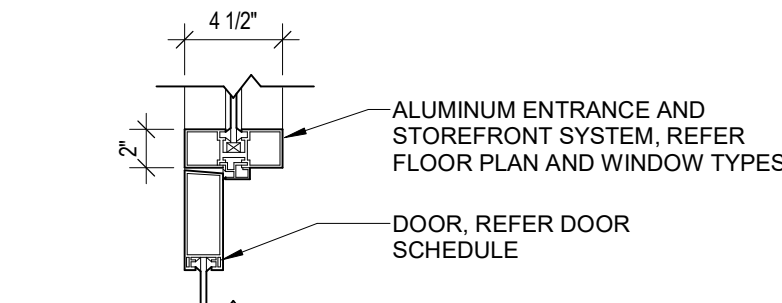 4 1/2"
2"
ALUMINUM ENTRANCE AND
STOREFRONT SYSTEM, REFER
FLOOR PLAN AND WINDOW TYPES
DOOR, REFER DOOR
SCHEDULE